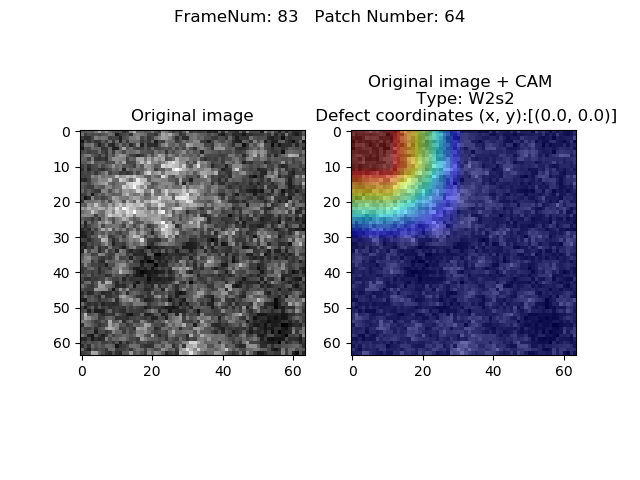 FrameNum: 83   Patch Number: 64
Original image
0
10
20
30
40
50
60
0 20 40 60
Original image + CAM
Type: W2s2
Defect coordinates (x, y):[(0.0, 0.0)]
0
10
20
30
40
50
60
0 20 40 60